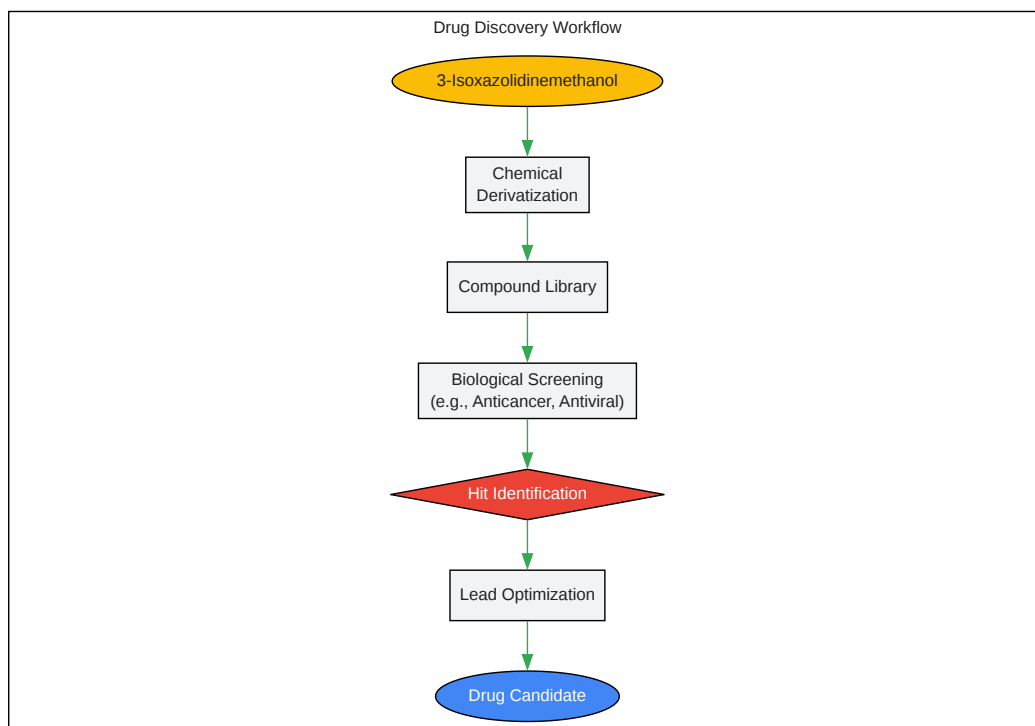 Drug Discovery Workflow
3-Isoxazolidinemethanol
Chemical
Derivatization
Compound Library
Biological Screening
(e.g., Anticancer, Antiviral)
Hit Identification
Lead Optimization
Drug Candidate